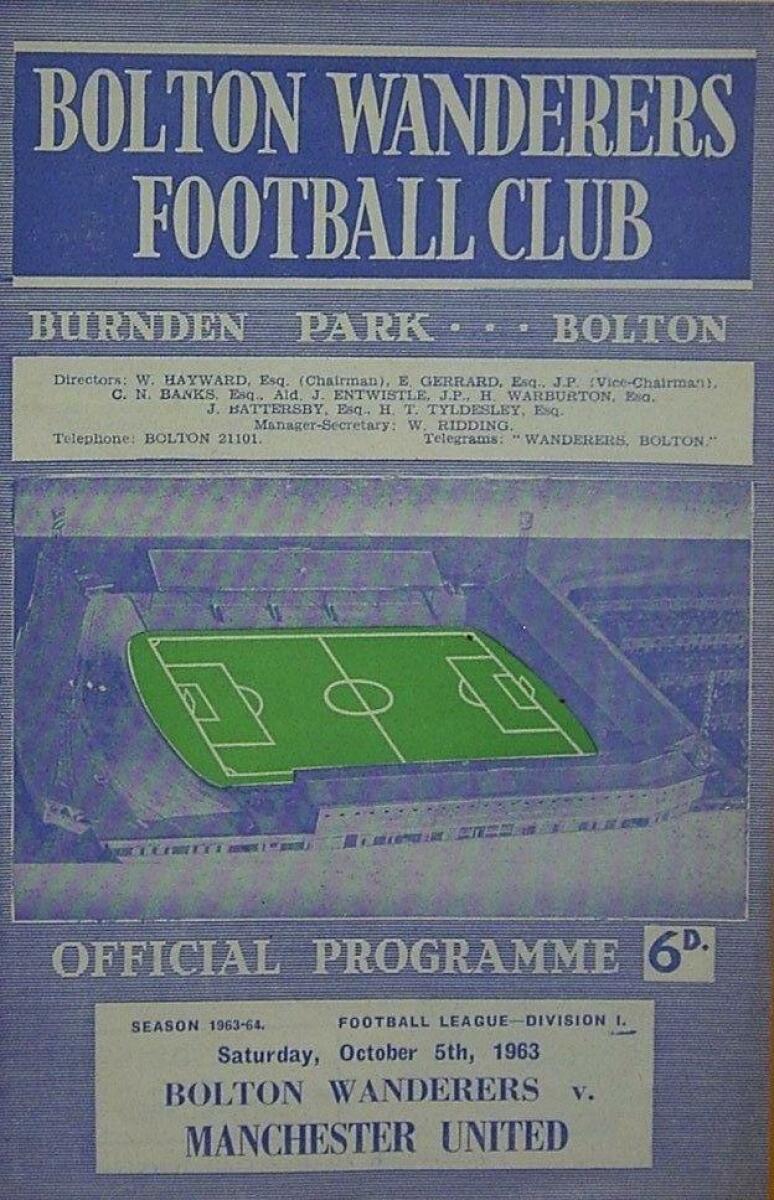 BOLTON WANDERERS
FOOTBALL CLUB
BURNDEN PARK · · · BOLTON
Directors: W. HAYWARD, Esq. (Chairman), E. GERRARD, Esq., J.P. (Vice-Chairman),
C. N. BANKS, Esq., Ald. J. ENTWISTLE, J.P., H. WARBURTON, Esq.
J. BATTERSBY, Esq., H. T. TYLDESLEY, Esq.
Manager-Secretary: W. RIDDING.
Telephone: BOLTON 21101. Telegrams: "WANDERERS, BOLTON."
OFFICIAL PROGRAMME 6D.
SEASON 1963-64. FOOTBALL LEAGUE—DIVISION I.
Saturday, October 5th, 1963
BOLTON WANDERERS v.
MANCHESTER UNITED